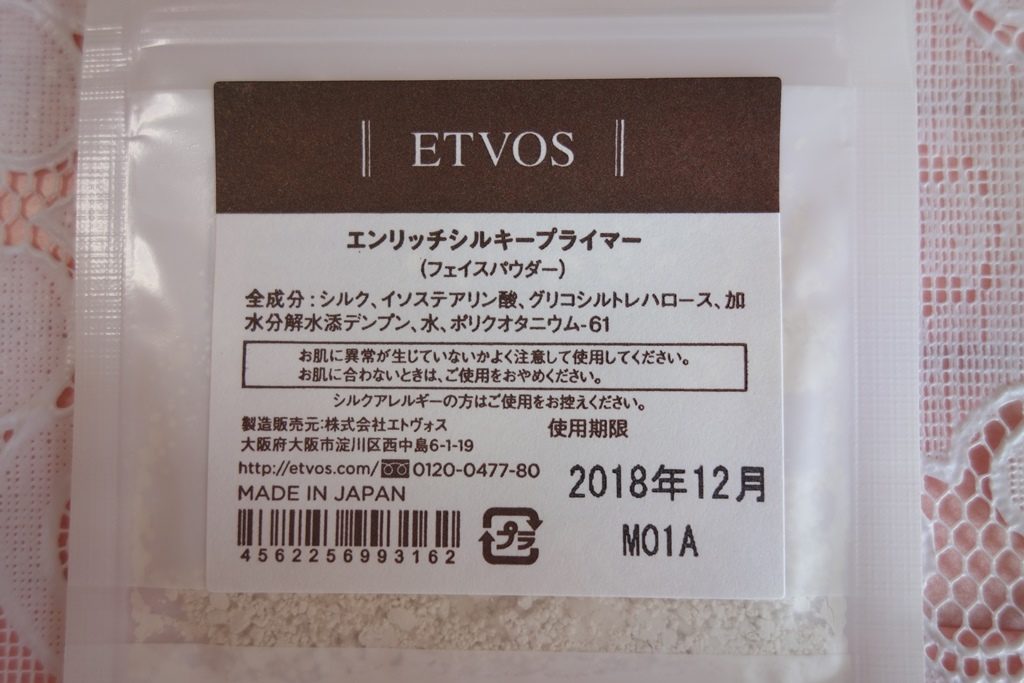 ETVOS
エンリッチシルキープライマー
(フェイスパウダー)
全成分:シルク、イソステアリン酸、グリコシルトレハロース、加
水分解水添デンプン、水、ポリクオタニウム-61
お肌に異常が生じていないかよく注意して使用してください。
お肌に合わないときは、ご使用をおやめください。
シルクアレルギーの方はご使用をお控えください。
製造販売元:株式会社エトヴォス
大阪府大阪市淀川区西中島6-1-19
http://etvos.com/ 0120-0477-80
MADE IN JAPAN
4562256993162
プラ
使用期限
2018年12月
M01A